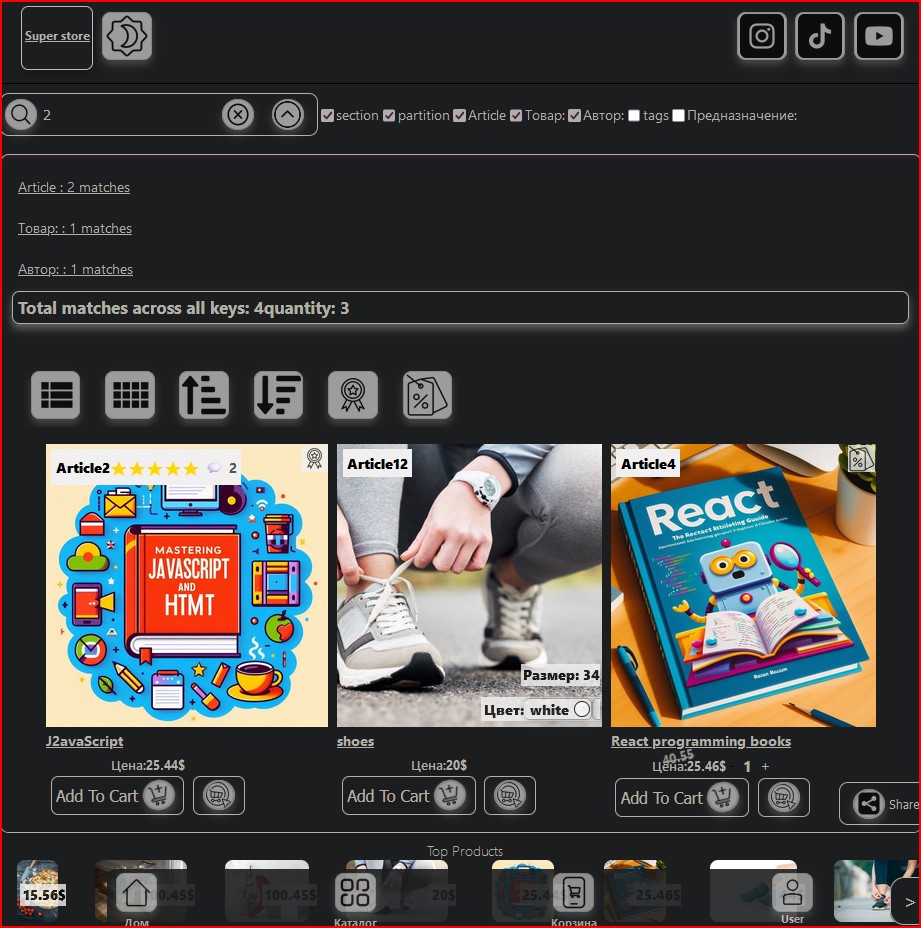 Super store
2
section partition Article Товар: Автор: tags Предназначение:
Article : 2 matches
Товар: : 1 matches
Автор: : 1 matches
Total matches across all keys: 4quantity: 3
Article2 2
MASTERING
JAVASCRIPT
AND
HTMT
J2avaScript
Цена:25.44$
Add To Cart
Article12
Размер: 34
Цвет: white
shoes
Цена:20$
Add To Cart
Article4
React
React programming books
40.55
Цена:25.46$ - 1 +
Add To Cart
Share
Top Products
15.56$ 100.45$ 100.45$ 20$ 25.44 25.46$ >
Дом Каталог Корзина User